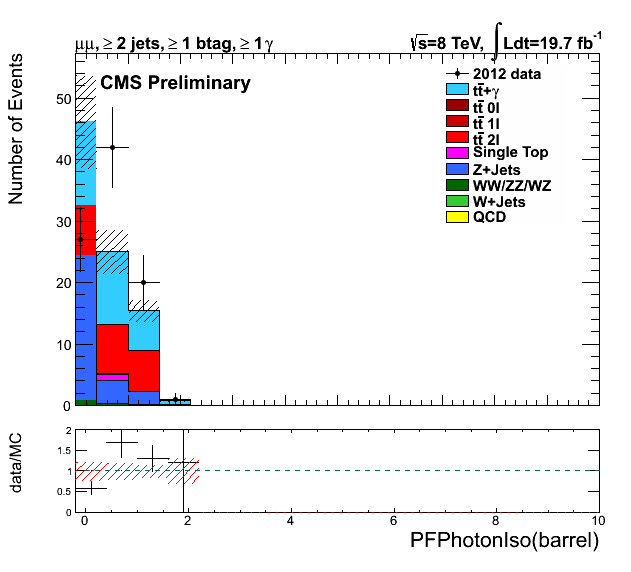 μμ, ≥ 2 jets, ≥ 1 btag, ≥ 1 γ
√s=8 TeV, ∫ Ldt=19.7 fb⁻¹
CMS Preliminary
Number of Events
50
40
30
20
10
0
2012 data
tt̄+γ
tt̄ 0l
tt̄ 1l
tt̄ 2l
Single Top
Z+Jets
WW/ZZ/WZ
W+Jets
QCD
data/MC
2
1.5
1
0.5
0
0 2 4 6 8 10
PFPhotonIso(barrel)